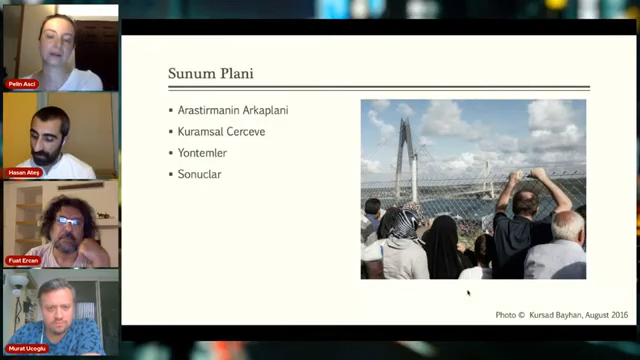 Pelin Asci
Hasan Ateş
Fuat Ercan
Murat Ucoglu
Sunum Plani
Arastirmanin Arkaplani
Kuramsal Cerceve
Yontemler
Sonuclar
Photo © Kursad Bayhan, August 2016